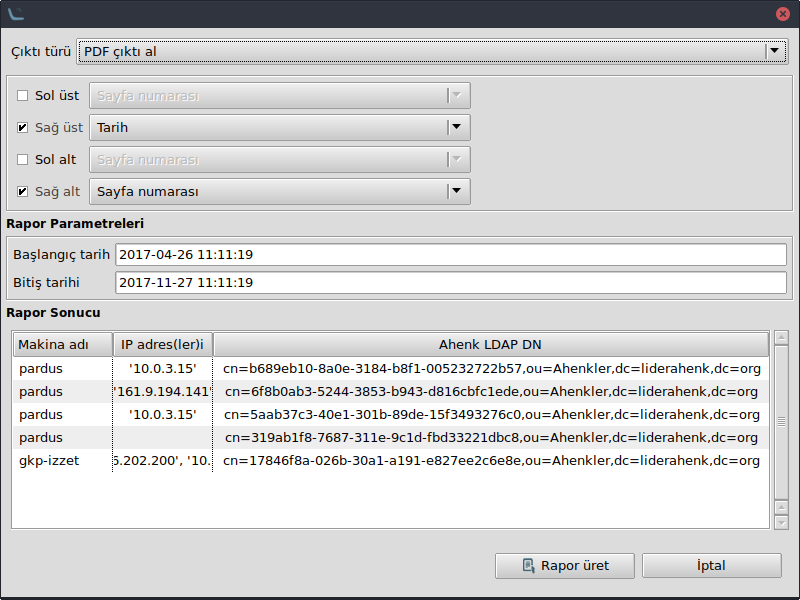 Çıktı türü PDF çıktı al
Sol üst Sayfa numarası
Sağ üst Tarih
Sol alt Sayfa numarası
Sağ alt Sayfa numarası
Rapor Parametreleri
Başlangıç tarih 2017-04-26 11:11:19
Bitiş tarihi 2017-11-27 11:11:19
Rapor Sonucu
Makina adı IP adres(ler)i Ahenk LDAP DN
pardus '10.0.3.15' cn=b689eb10-8a0e-3184-b8f1-005232722b57,ou=Ahenkler,dc=liderahenk,dc=org
pardus '161.9.194.141' cn=6f8b0ab3-5244-3853-b943-d816cbfc1ede,ou=Ahenkler,dc=liderahenk,dc=org
pardus '10.0.3.15' cn=5aab37c3-40e1-301b-89de-15f3493276c0,ou=Ahenkler,dc=liderahenk,dc=org
pardus cn=319ab1f8-7687-311e-9c1d-fbd33221dbc8,ou=Ahenkler,dc=liderahenk,dc=org
gkp-izzet 5.202.200', '10. cn=17846f8a-026b-30a1-a191-e827ee2c6e8e,ou=Ahenkler,dc=liderahenk,dc=org
Rapor üret İptal